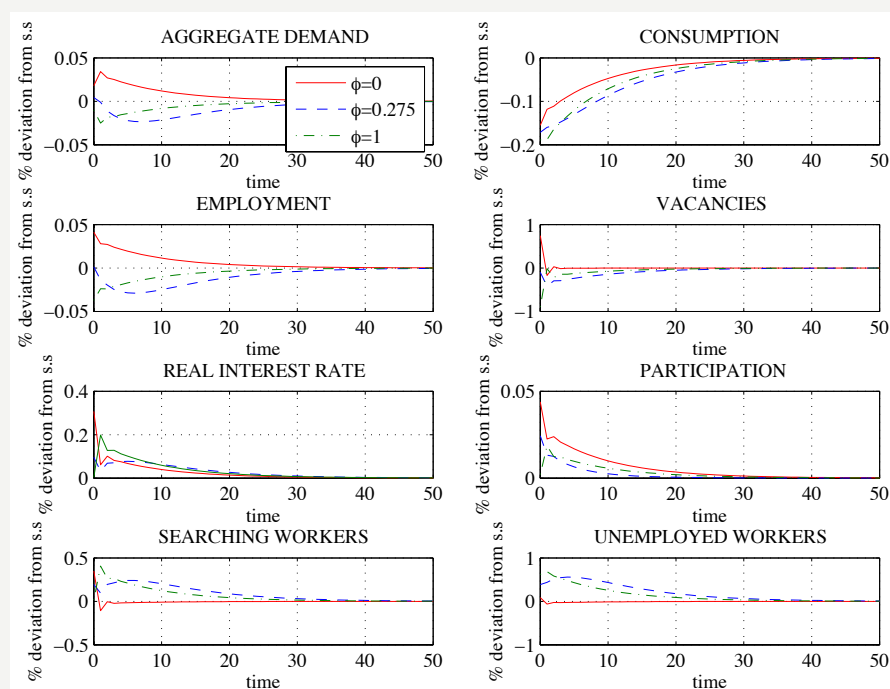 AGGREGATE DEMAND
% deviation from s.s
0.05
0
−0.05
0 10 20 30 40 50
time
ϕ=0
ϕ=0.275
ϕ=1
CONSUMPTION
% deviation from s.s
0
−0.1
−0.2
0 10 20 30 40 50
time
EMPLOYMENT
% deviation from s.s
0.05
0
−0.05
0 10 20 30 40 50
time
VACANCIES
% deviation from s.s
1
0
−1
0 10 20 30 40 50
time
REAL INTEREST RATE
% deviation from s.s
0.4
0.2
0
0 10 20 30 40 50
time
PARTICIPATION
% deviation from s.s
0.05
0
0 10 20 30 40 50
time
SEARCHING WORKERS
% deviation from s.s
0.5
0
−0.5
0 10 20 30 40 50
time
UNEMPLOYED WORKERS
% deviation from s.s
1
0
−1
0 10 20 30 40 50
time